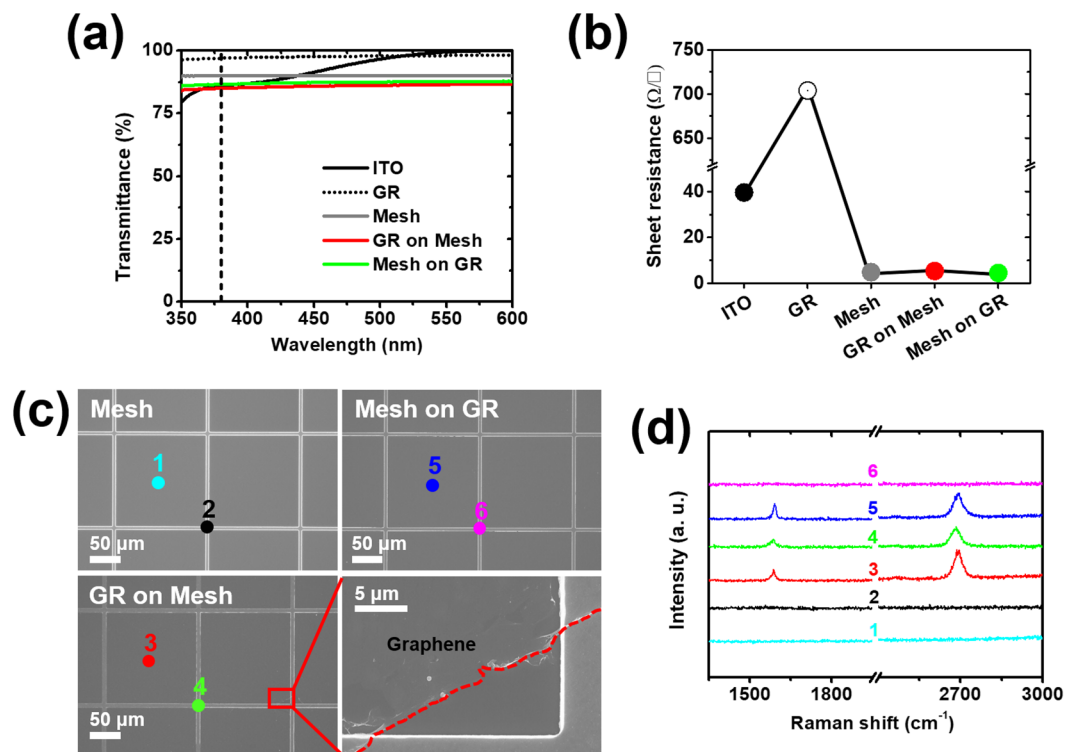 (a)
100
75
50
25
0
Transmittance (%)
350 400 450 500 550 600
Wavelength (nm)
ITO
GR
Mesh
GR on Mesh
Mesh on GR
(b)
750
700
650
40
20
0
Sheet resistance (Ω/□)
ITO
GR
Mesh
GR on Mesh
Mesh on GR
(c)
Mesh
1
2
50 μm
Mesh on GR
5
6
50 μm
GR on Mesh
3
4
50 μm
5 μm
Graphene
(d)
Intensity (a. u.)
6
5
4
3
2
1
1500 1800 2700 3000
Raman shift (cm⁻¹)